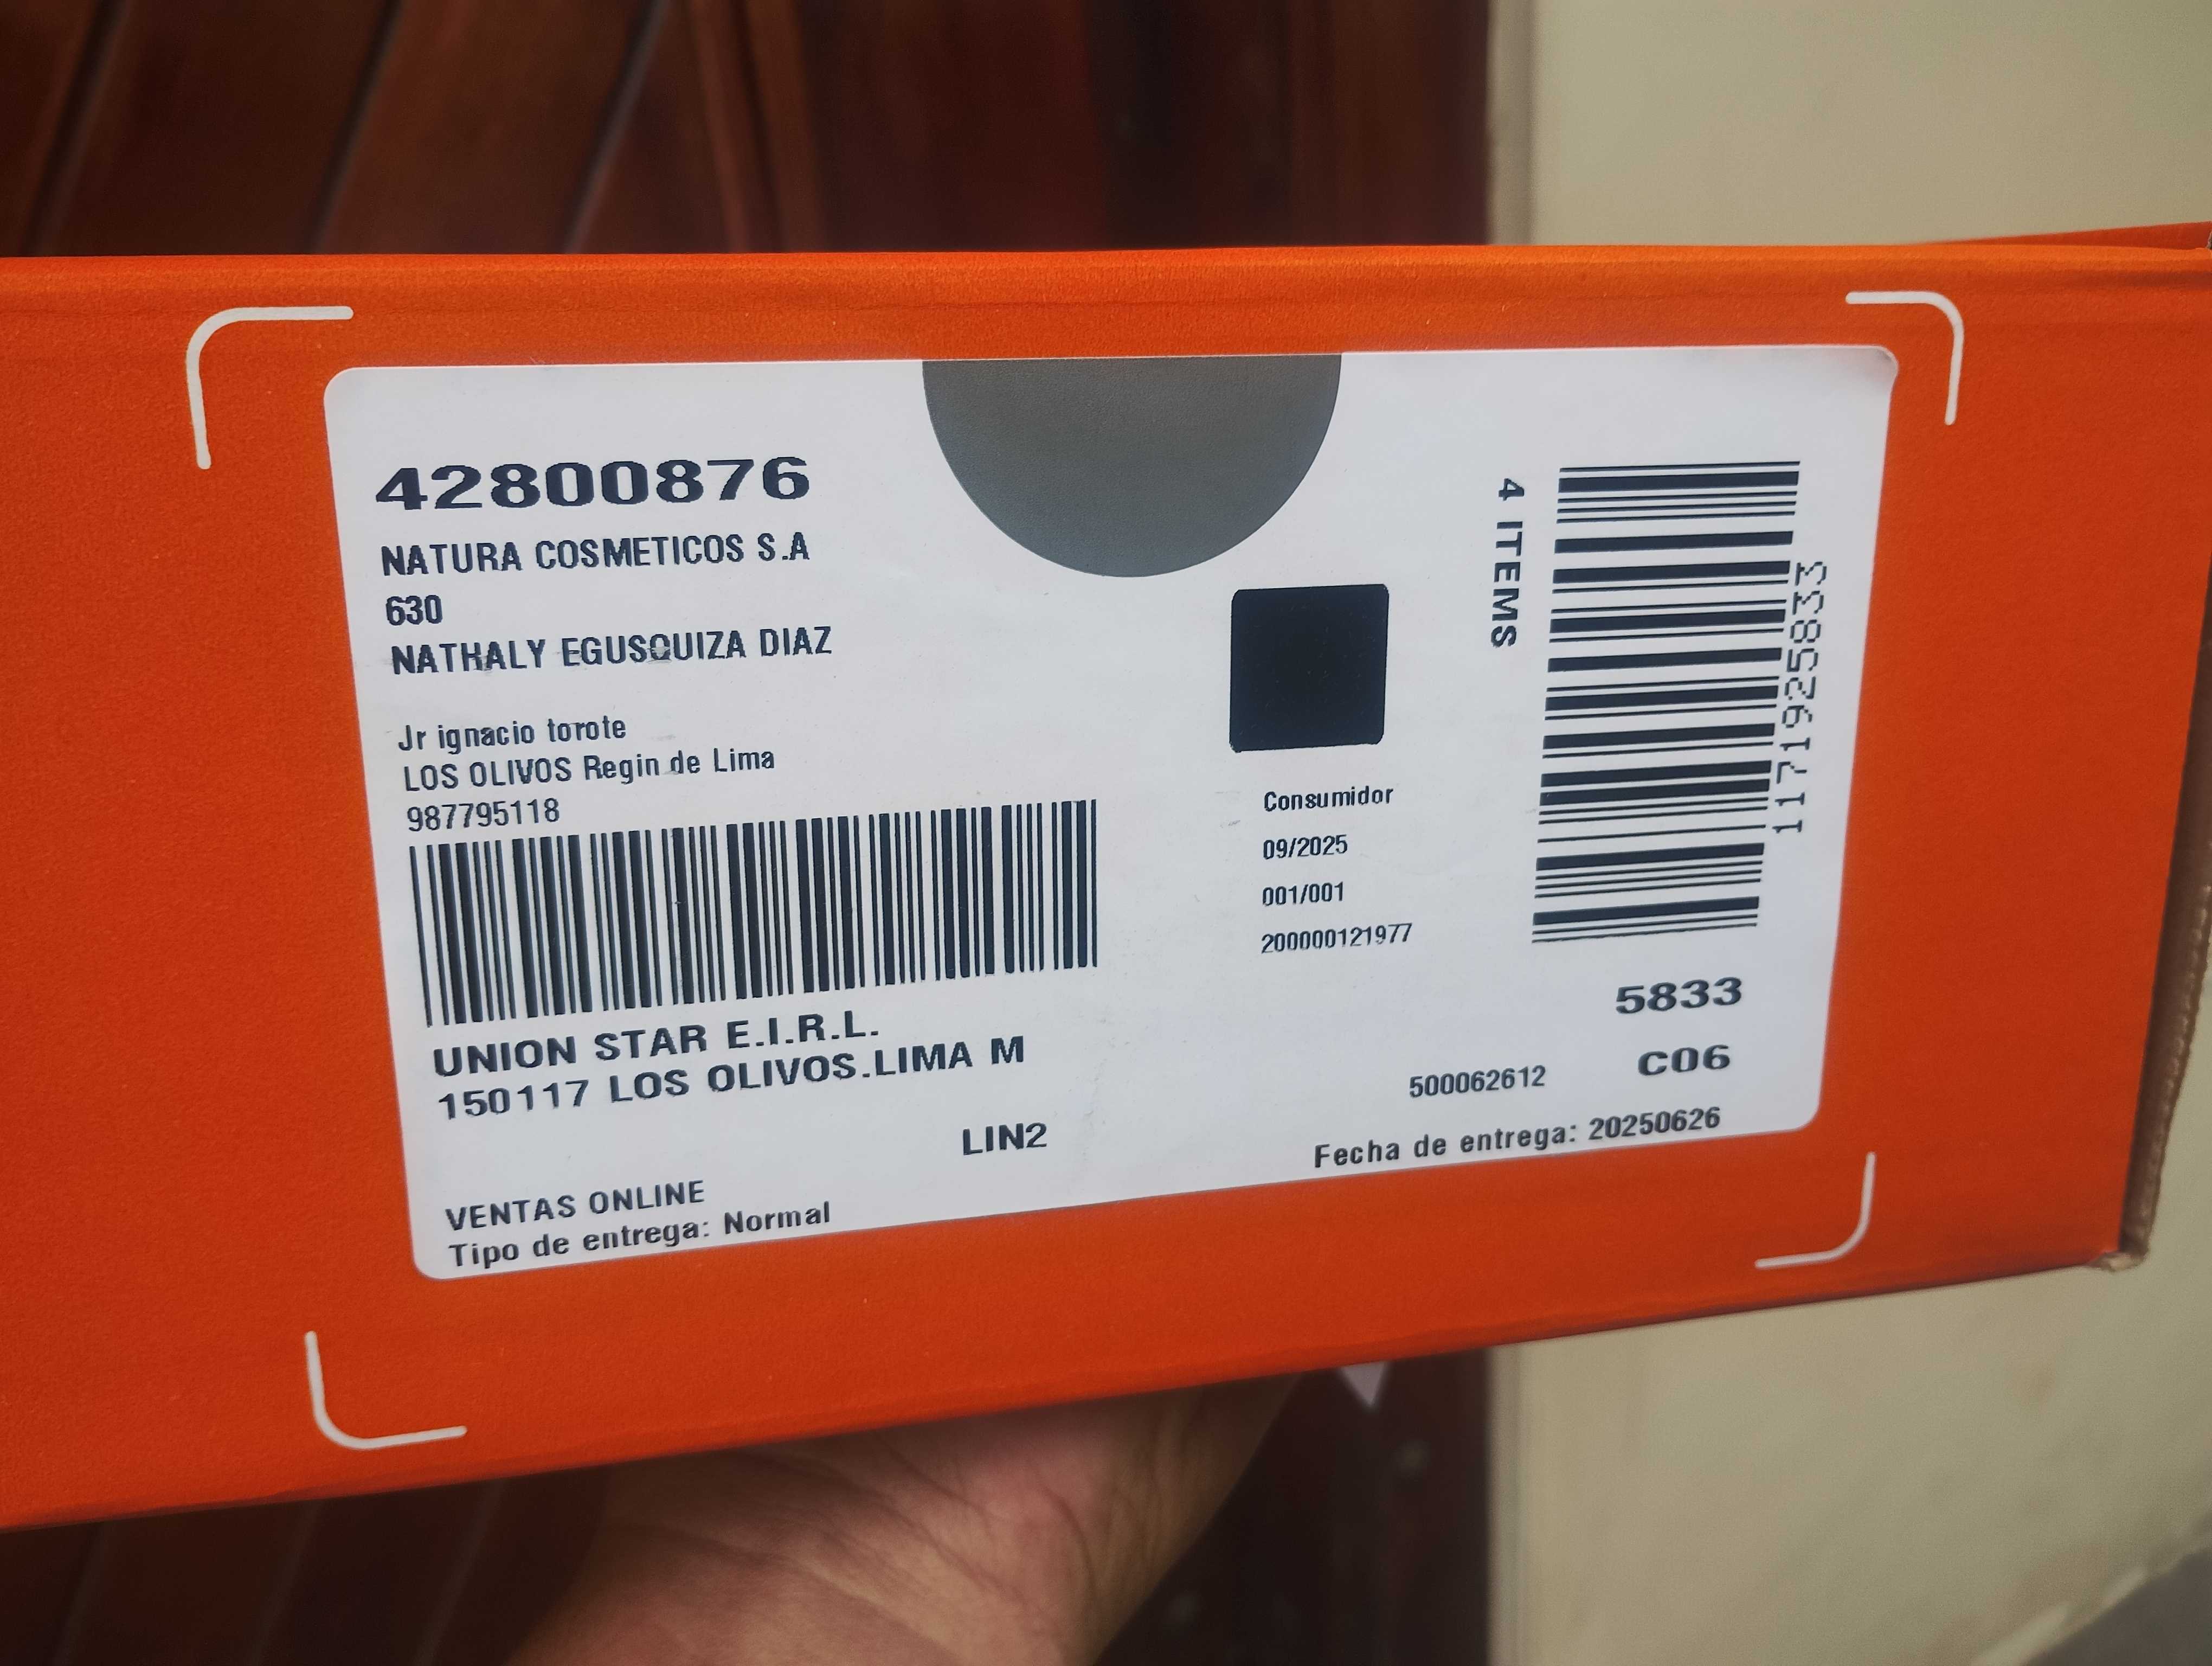 42800876
NATURA COSMETICOS S.A
630
NATHALY EGUSQUIZA DIAZ
Jr ignacio torote
LOS OLIVOS Regin de Lima
987795118
UNION STAR E.I.R.L.
150117 LOS OLIVOS.LIMA M
LIN2
VENTAS ONLINE
Tipo de entrega: Normal
4 ITEMS
1171925833
Consumidor
09/2025
001/001
200000121977
5833
C06
500062612
Fecha de entrega: 20250626